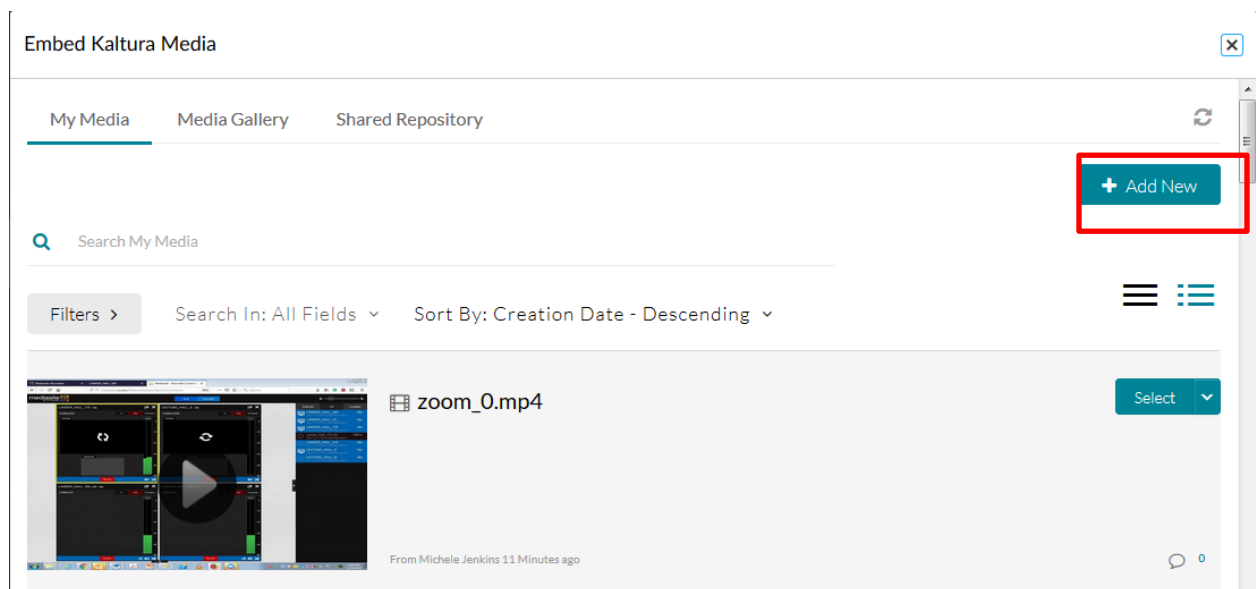 Embed Kaltura Media
My Media Media Gallery Shared Repository
+ Add New
Search My Media
Filters > Search In: All Fields Sort By: Creation Date - Descending
zoom_0.mp4
Select
From Michele Jenkins 11 Minutes ago
0